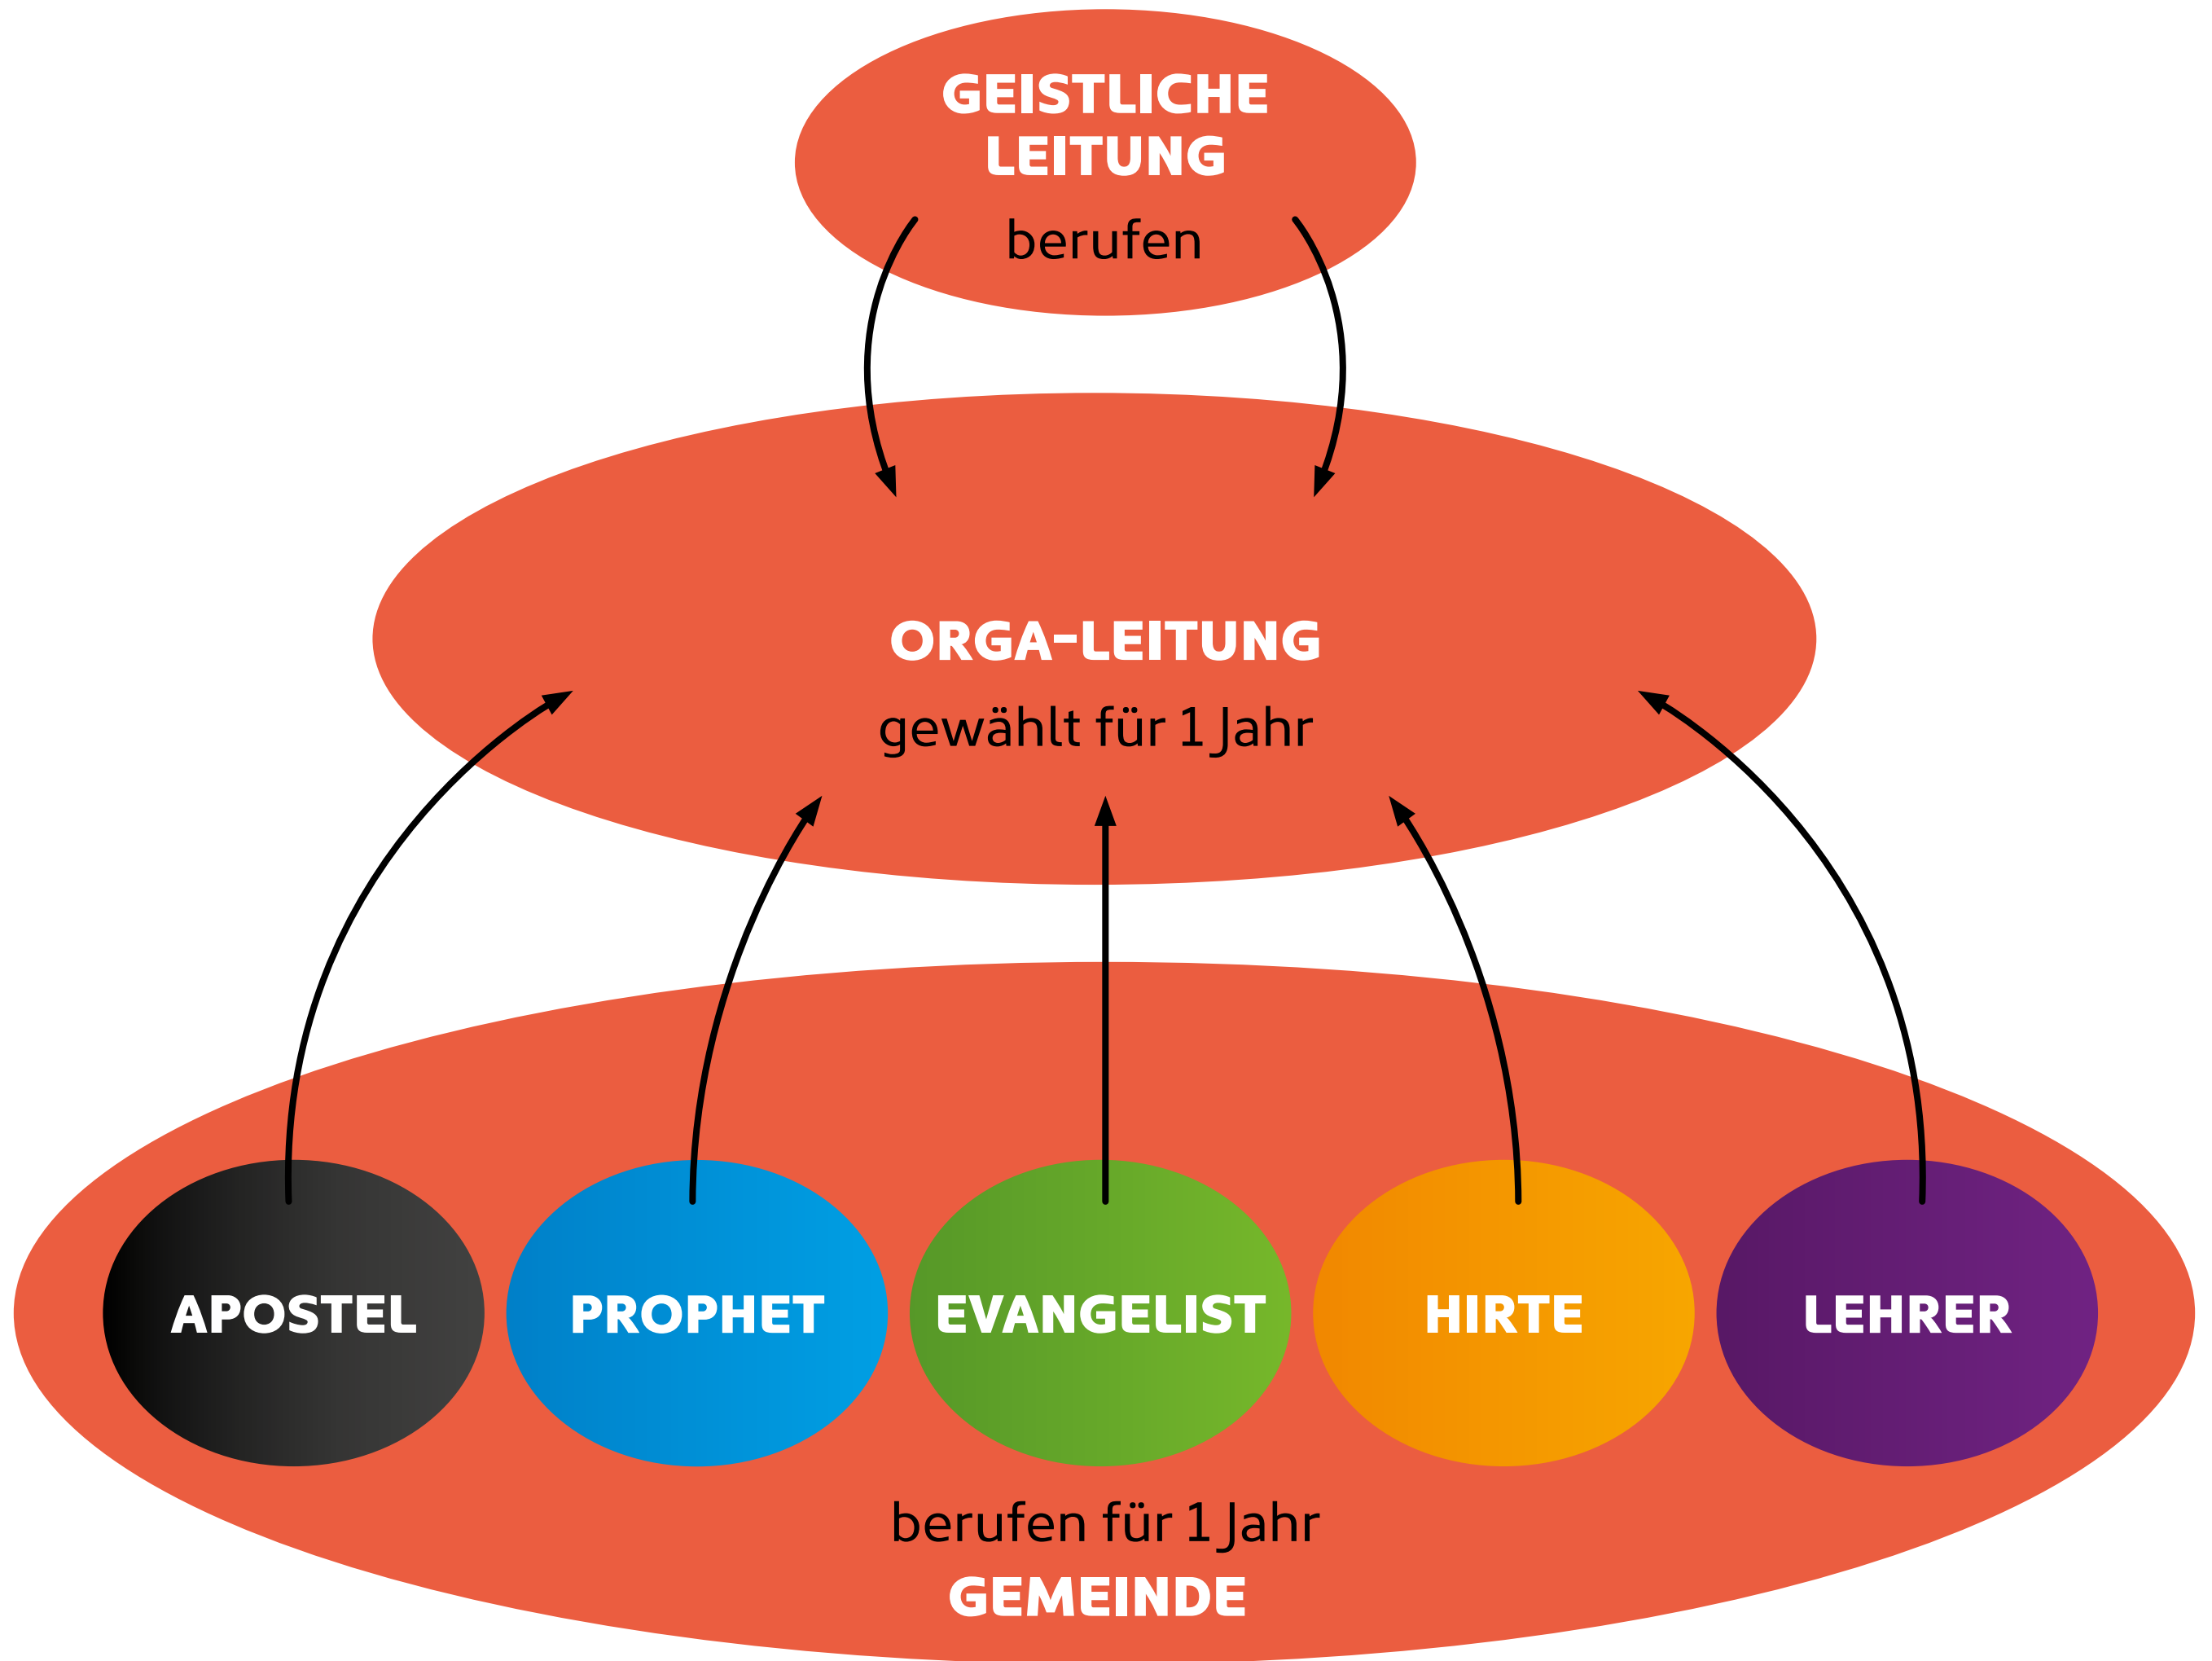 GEISTLICHE
LEITUNG
berufen
ORGA-LEITUNG
gewählt für 1 Jahr
APOSTEL
PROPHET
EVANGELIST
HIRTE
LEHRER
berufen für 1 Jahr
GEMEINDE